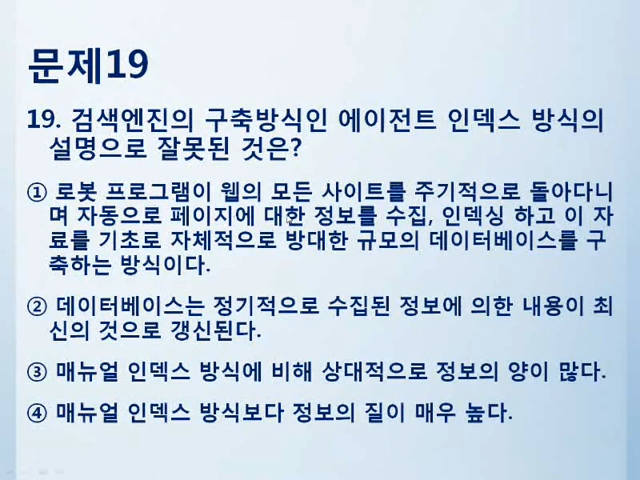 문제19
19. 검색엔진의 구축방식인 에이전트 인덱스 방식의
설명으로 잘못된 것은?
① 로봇 프로그램이 웹의 모든 사이트를 주기적으로 돌아다니
며 자동으로 페이지에 대한 정보를 수집, 인덱싱 하고 이 자
료를 기초로 자체적으로 방대한 규모의 데이터베이스를 구
축하는 방식이다.
② 데이터베이스는 정기적으로 수집된 정보에 의한 내용이 최
신의 것으로 갱신된다.
③ 매뉴얼 인덱스 방식에 비해 상대적으로 정보의 양이 많다.
④ 매뉴얼 인덱스 방식보다 정보의 질이 매우 높다.